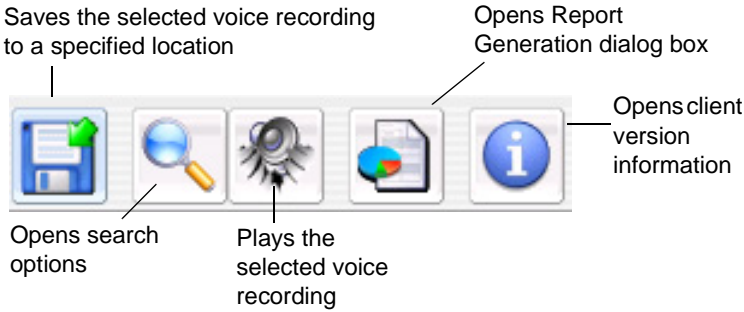 Saves the selected voice recording
to a specified location
Opens Report
Generation dialog box
Opens client
version
information
Opens search
options
Plays the
selected voice
recording